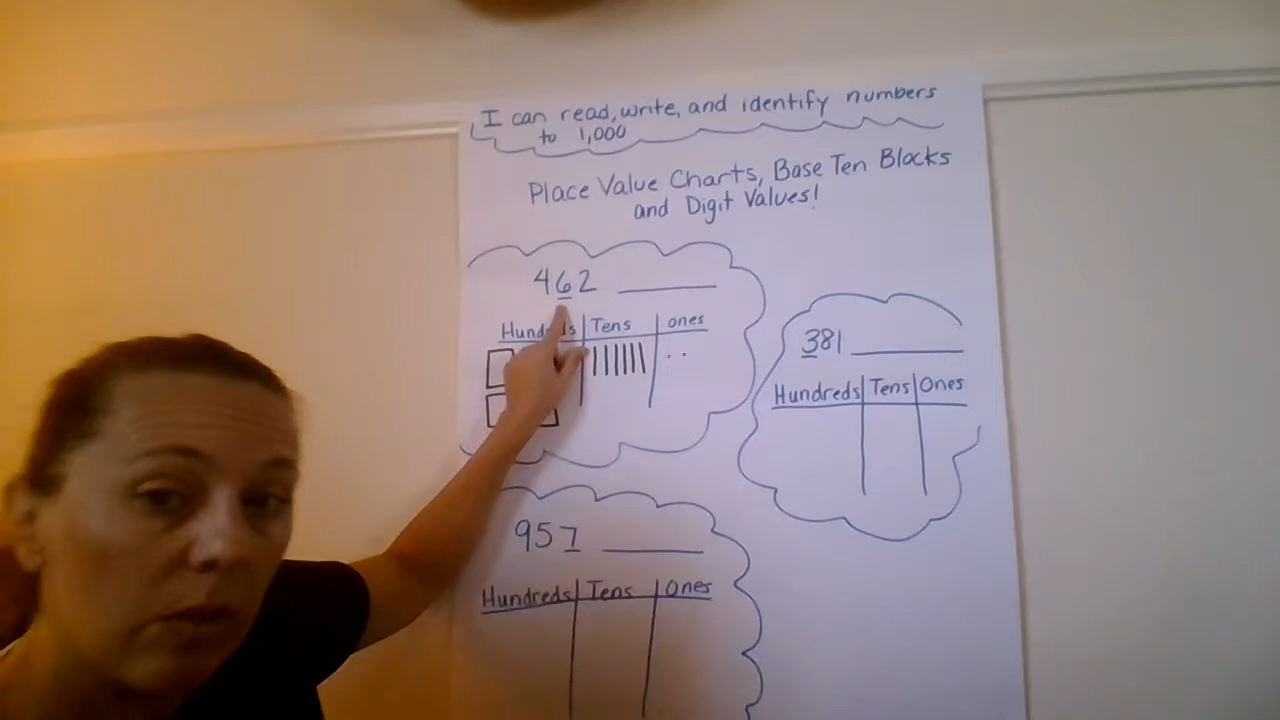 I can read, write, and identify numbers
to 1,000
Place Value Charts, Base Ten Blocks
and Digit Values!
462
Tens ones
381
Hundreds Tens Ones
957
Hundreds Tens Ones